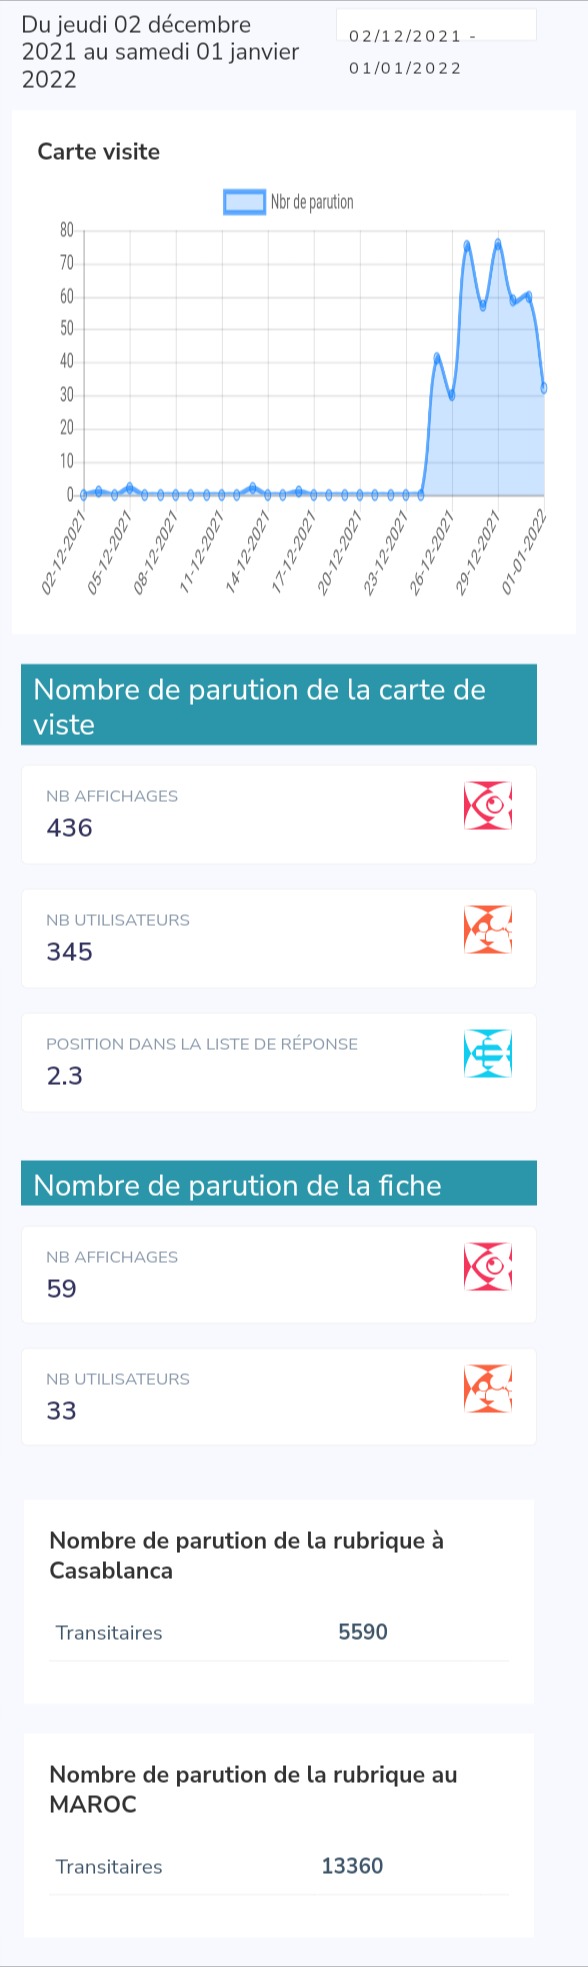 Du jeudi 02 décembre
2021 au samedi 01 janvier
2022
02/12/2021 -
01/01/2022
Carte visite
Nbr de parution
80
70
60
50
40
30
20
10
0
02-12-2021
05-12-2021
08-12-2021
11-12-2021
14-12-2021
17-12-2021
20-12-2021
23-12-2021
26-12-2021
29-12-2021
01-01-2022
Nombre de parution de la carte de
viste
NB AFFICHAGES
436
NB UTILISATEURS
345
POSITION DANS LA LISTE DE RÉPONSE
2.3
Nombre de parution de la fiche
NB AFFICHAGES
59
NB UTILISATEURS
33
Nombre de parution de la rubrique à
Casablanca
Transitaires 5590
Nombre de parution de la rubrique au
MAROC
Transitaires 13360